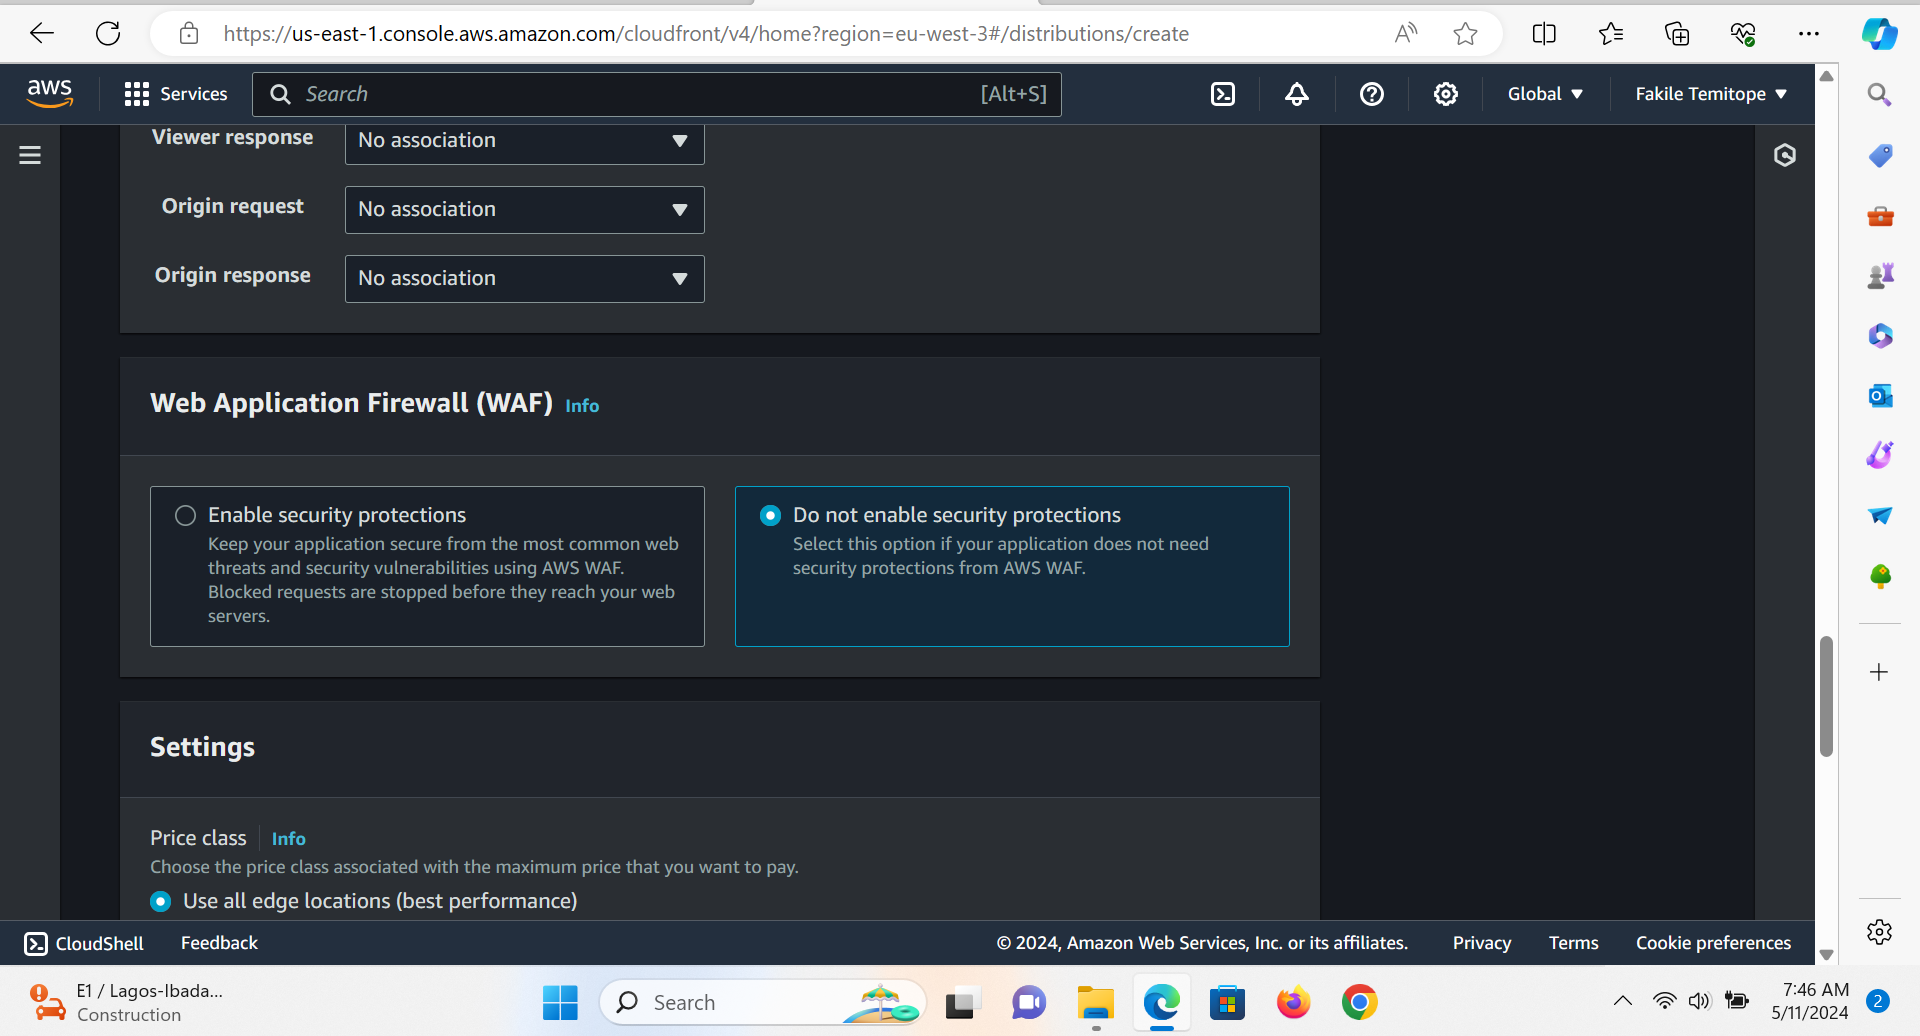 https://us-east-1.console.aws.amazon.com/cloudfront/v4/home?region=eu-west-3#/distributions/create
aws
Services
Search
[Alt+S]
Global
Fakile Temitope
Viewer response
No association
Origin request
No association
Origin response
No association
Web Application Firewall (WAF) Info
Enable security protections
Keep your application secure from the most common web
threats and security vulnerabilities using AWS WAF.
Blocked requests are stopped before they reach your web
servers.
Do not enable security protections
Select this option if your application does not need
security protections from AWS WAF.
Settings
Price class
Info
Choose the price class associated with the maximum price that you want to pay.
Use all edge locations (best performance)
CloudShell
Feedback
© 2024, Amazon Web Services, Inc. or its affiliates.
Privacy
Terms
Cookie preferences
E1 / Lagos-Ibada...
Construction
Search
7:46 AM
5/11/2024
2